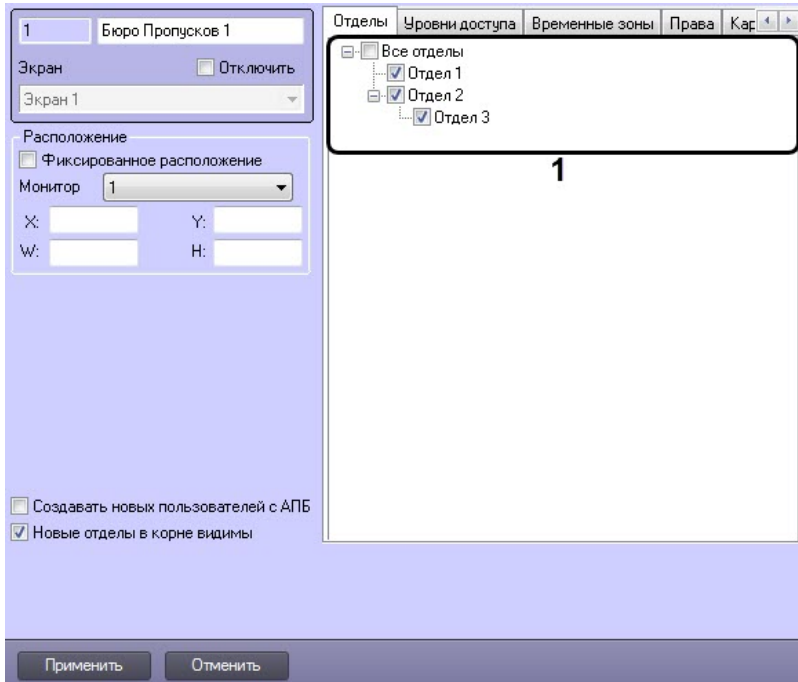 1 Бюро Пропусков 1
Экран Отключить
Экран 1
Расположение
Фиксированное расположение
Монитор 1
X: Y:
W: H:
Создавать новых пользователей с АПБ
Новые отделы в корне видимы
Отделы Уровни доступа Временные зоны Права Кар
Все отделы
Отдел 1
Отдел 2
Отдел 3
1
Применить Отменить